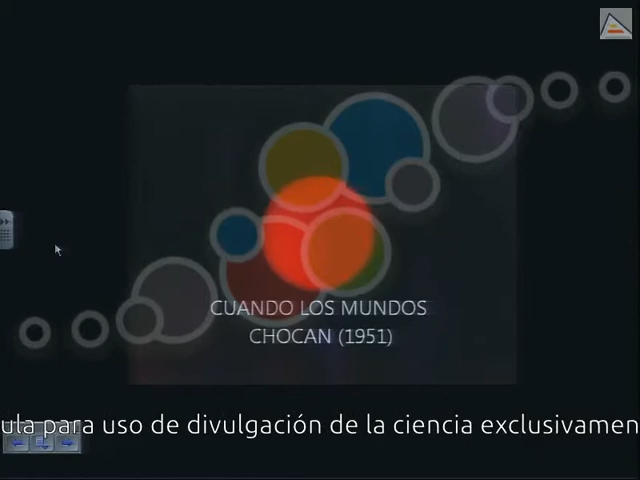 CUANDO LOS MUNDOS
CHOCAN (1951)
ula para uso de divulgación de la ciencia exclusivamen